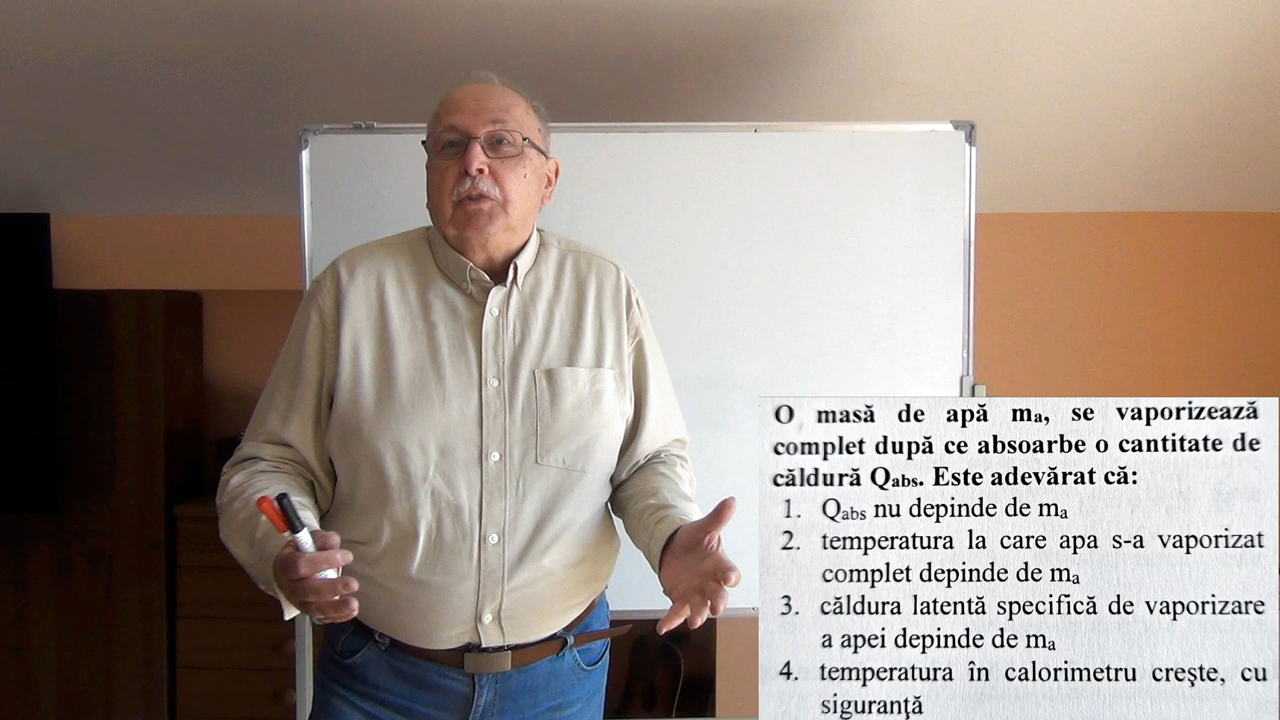 O masă de apă mₐ, se vaporizează
complet după ce absoarbe o cantitate de
căldură Qabs. Este adevărat că:
1. Qabs nu depinde de mₐ
2. temperatura la care apa s-a vaporizat
complet depinde de mₐ
3. căldura latentă specifică de vaporizare
a apei depinde de mₐ
4. temperatura în calorimetru creşte, cu
siguranţă